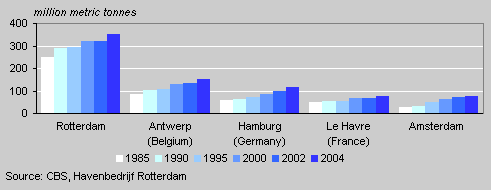 million metric tonnes
400
300
200
100
0
Rotterdam
Antwerp
(Belgium)
Hamburg
(Germany)
Le Havre
(France)
Amsterdam
1985 1990 1995 2000 2002 2004
Source: CBS, Havenbedrijf Rotterdam